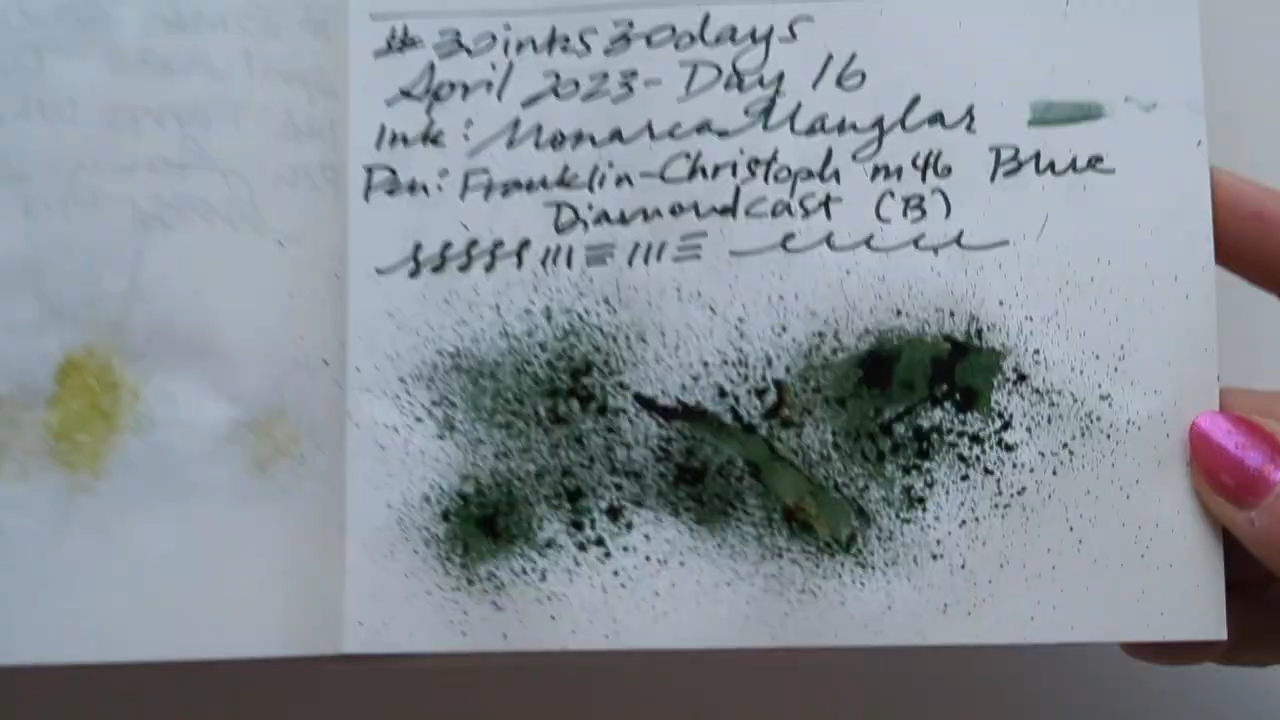 #30inks30days
April 2023 - Day 16
Ink: Monarca Manglar
Pen: Franklin-Christoph m46 Blue
Diamondcast (B)